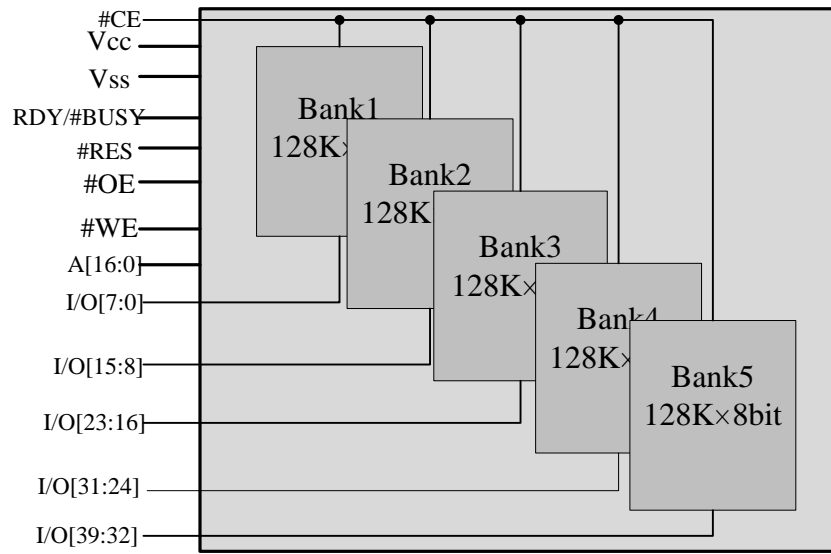 #CE
Vcc
Vss
RDY/#BUSY
#RES
#OE
#WE
A[16:0]
I/O[7:0]
I/O[15:8]
I/O[23:16]
I/O[31:24]
I/O[39:32]
Bank1
128K×
Bank2
128K
Bank3
128K×
Bank4
128K×
Bank5
128K×8bit